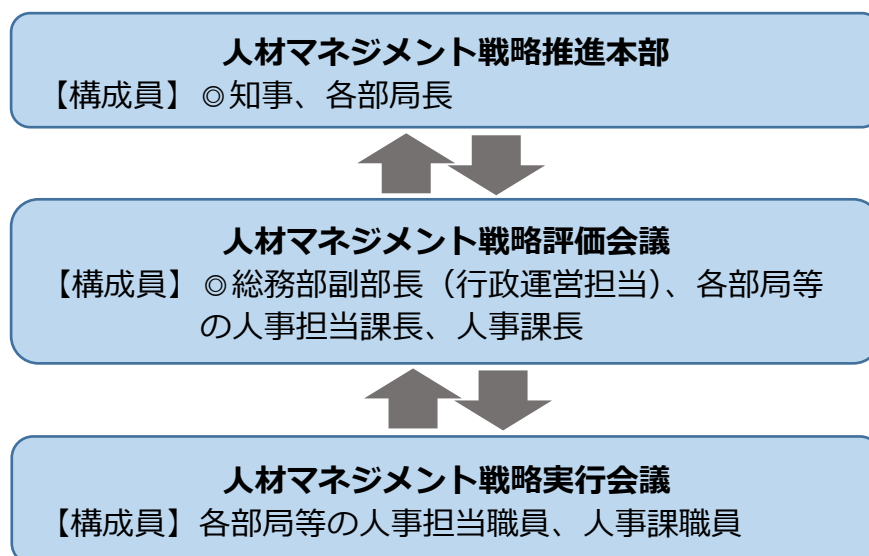 人材マネジメント戦略推進本部
【構成員】◎知事、各部局長
人材マネジメント戦略評価会議
【構成員】◎総務部副部長（行政運営担当）、各部局等
の人事担当課長、人事課長
人材マネジメント戦略実行会議
【構成員】各部局等の人事担当職員、人事課職員